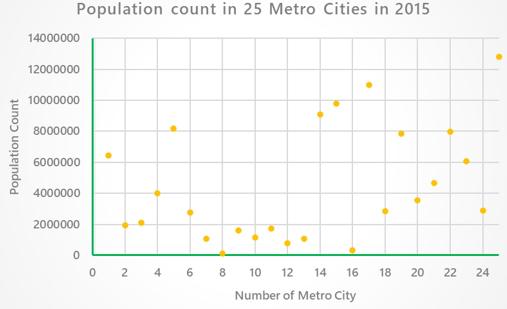 Population count in 25 Metro Cities in 2015
14000000
12000000
10000000
8000000
6000000
4000000
2000000
0
Population Count
0 2 4 6 8 10 12 14 16 18 20 22 24
Number of Metro City